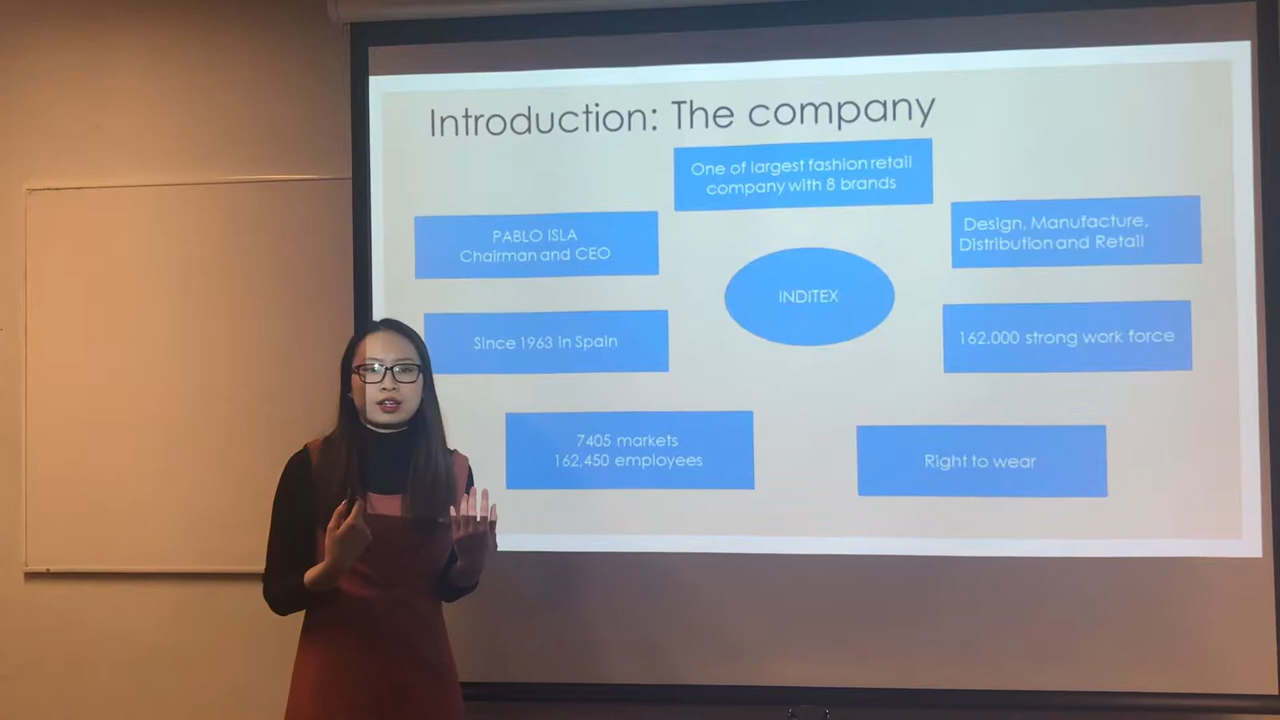 Introduction: The company
One of largest fashion retail
company with 8 brands
PABLO ISLA
Chairman and CEO
Design, Manufacture,
Distribution and Retail
INDITEX
Since 1963 in Spain
162.000 strong work force
7405 markets
162,450 employees
Right to wear